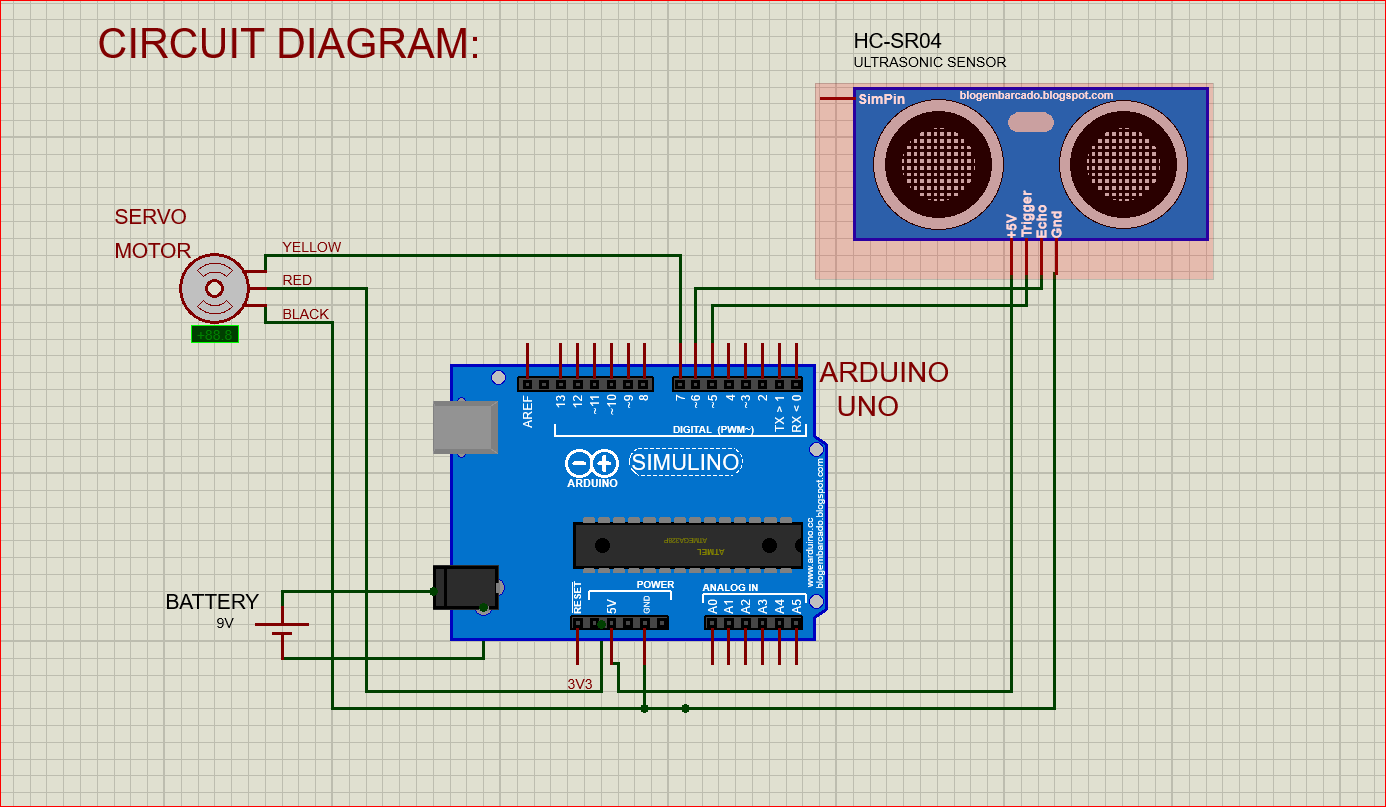 CIRCUIT DIAGRAM:
HC-SR04
ULTRASONIC SENSOR
SimPin
blogembarcado.blogspot.com
+5V
Trigger
Echo
Gnd
SERVO
MOTOR
YELLOW
RED
BLACK
+88.8
ARDUINO
UNO
AREF
13
12
~11
~10
~9
8
7
~6
~5
4
~3
2
TX > 1
RX < 0
DIGITAL (PWM~)
SIMULINO
ARDUINO
www.arduino.cc
blogembarcado.blogspot.com
ATMEGA328P
ATMEL
RESET
5V
GND
POWER
ANALOG IN
A0
A1
A2
A3
A4
A5
BATTERY
9V
3V3